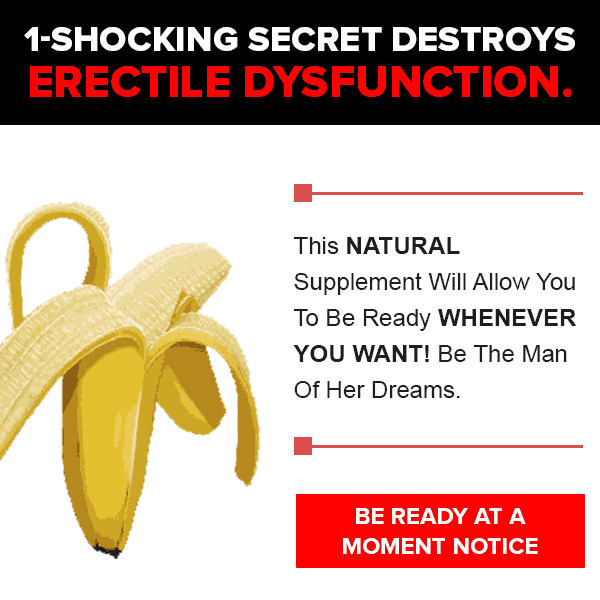 1-SHOCKING SECRET DESTROYS
ERECTILE DYSFUNCTION.
This NATURAL
Supplement Will Allow You
To Be Ready WHENEVER
YOU WANT! Be The Man
Of Her Dreams.
BE READY AT A
MOMENT NOTICE